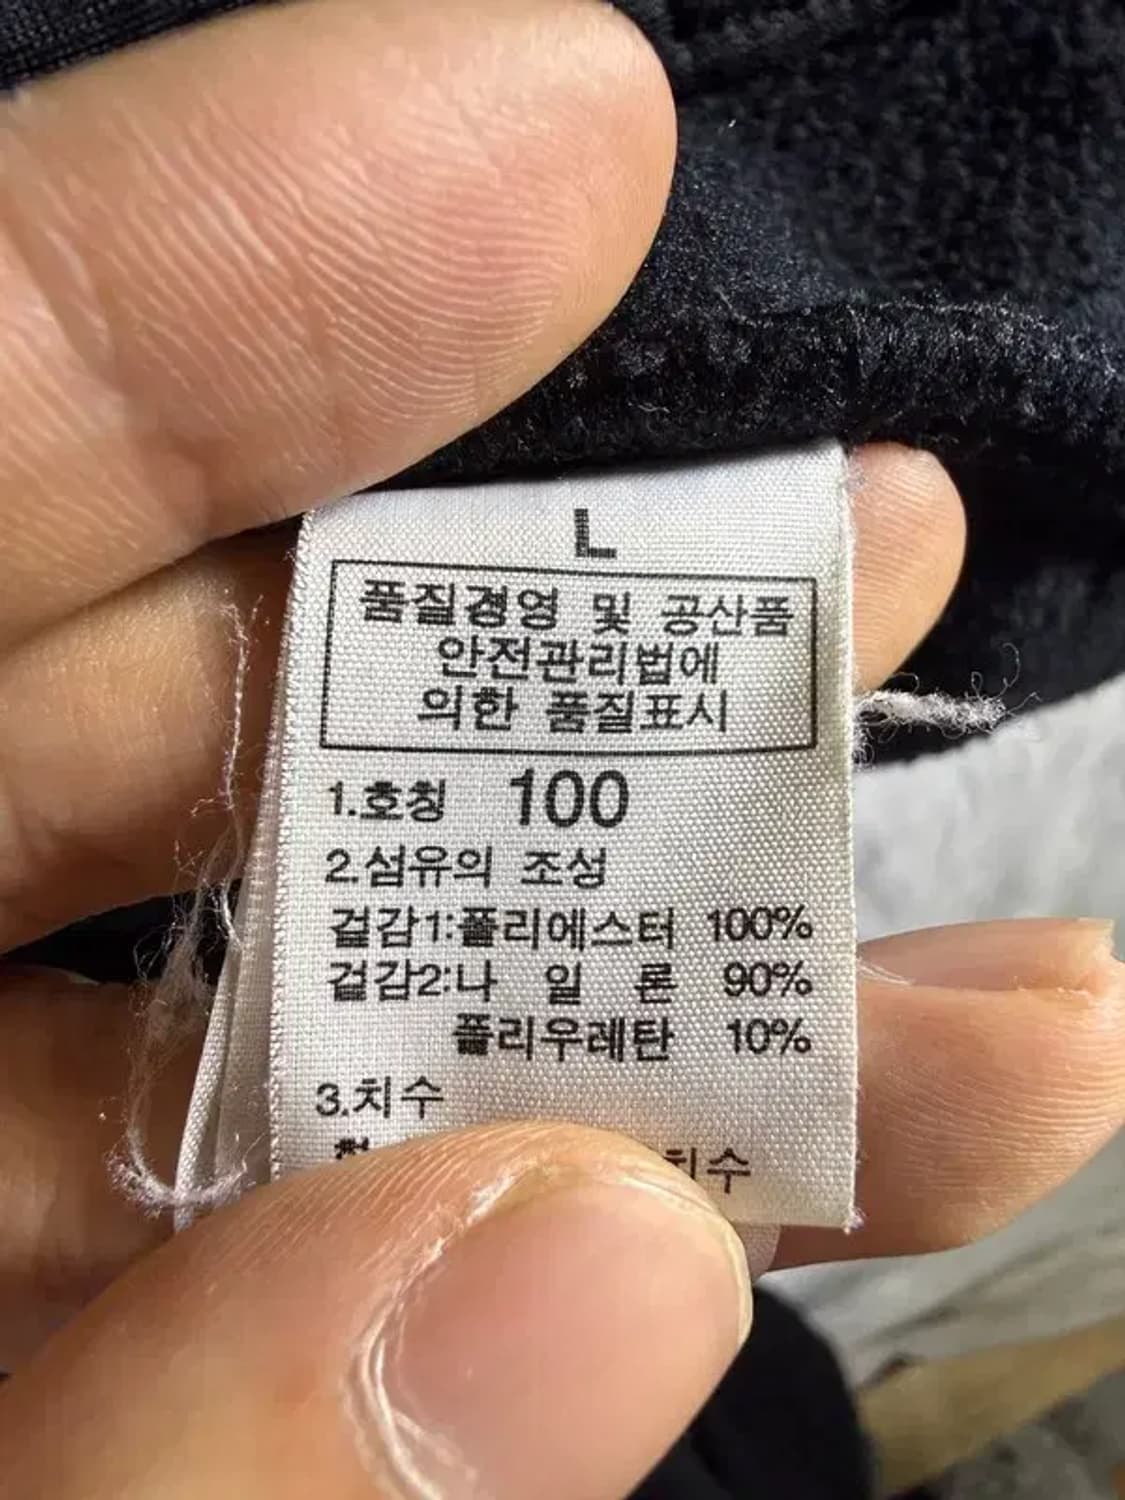 L
품질경영 및 공산품
안전관리법에
의한 품질표시
1.호칭 100
2.섬유의 조성
겉감1:폴리에스터 100%
겉감2:나 일 론 90%
폴리우레탄 10%
3.치수
치수